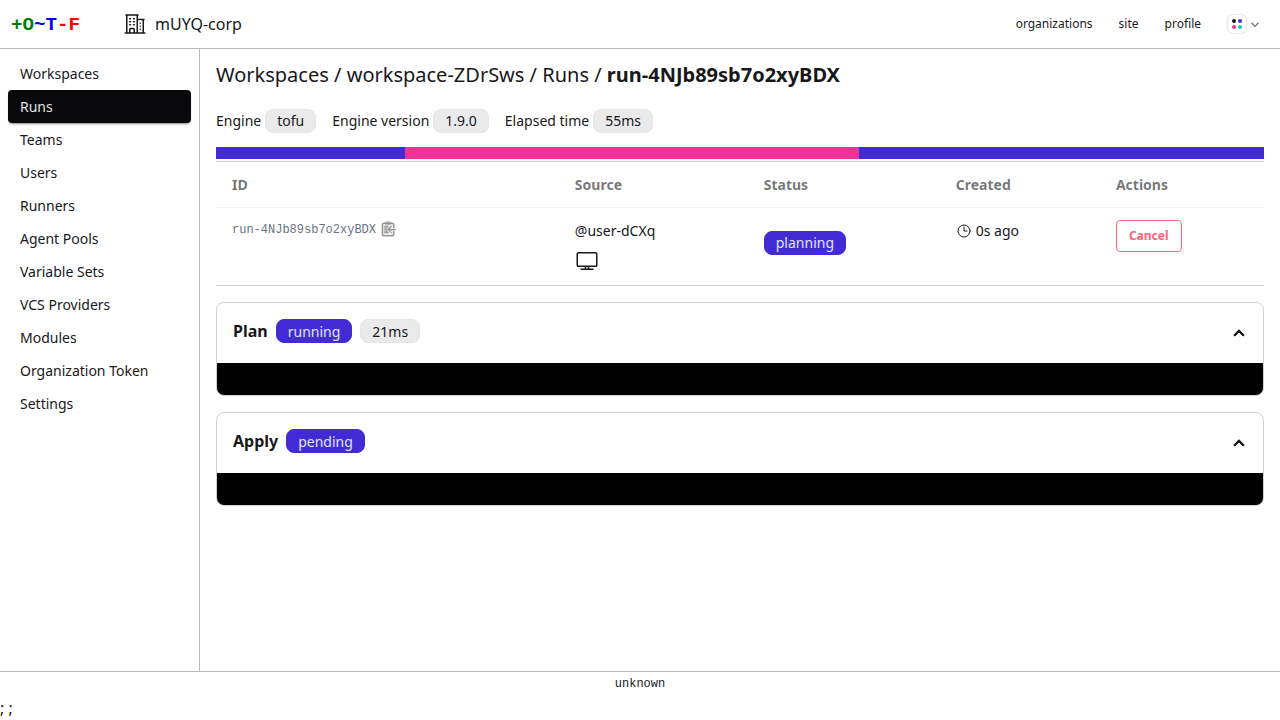 +O~T-F mUYQ-corp organizations site profile
Workspaces
Runs
Teams
Users
Runners
Agent Pools
Variable Sets
VCS Providers
Modules
Organization Token
Settings
Workspaces / workspace-ZDrSws / Runs / run-4NJb89sb7o2xyBDX
Engine tofu Engine version 1.9.0 Elapsed time 55ms
ID Source Status Created Actions
run-4NJb89sb7o2xyBDX @user-dCXq planning 0s ago Cancel
Plan running 21ms
Apply pending
unknown
;;